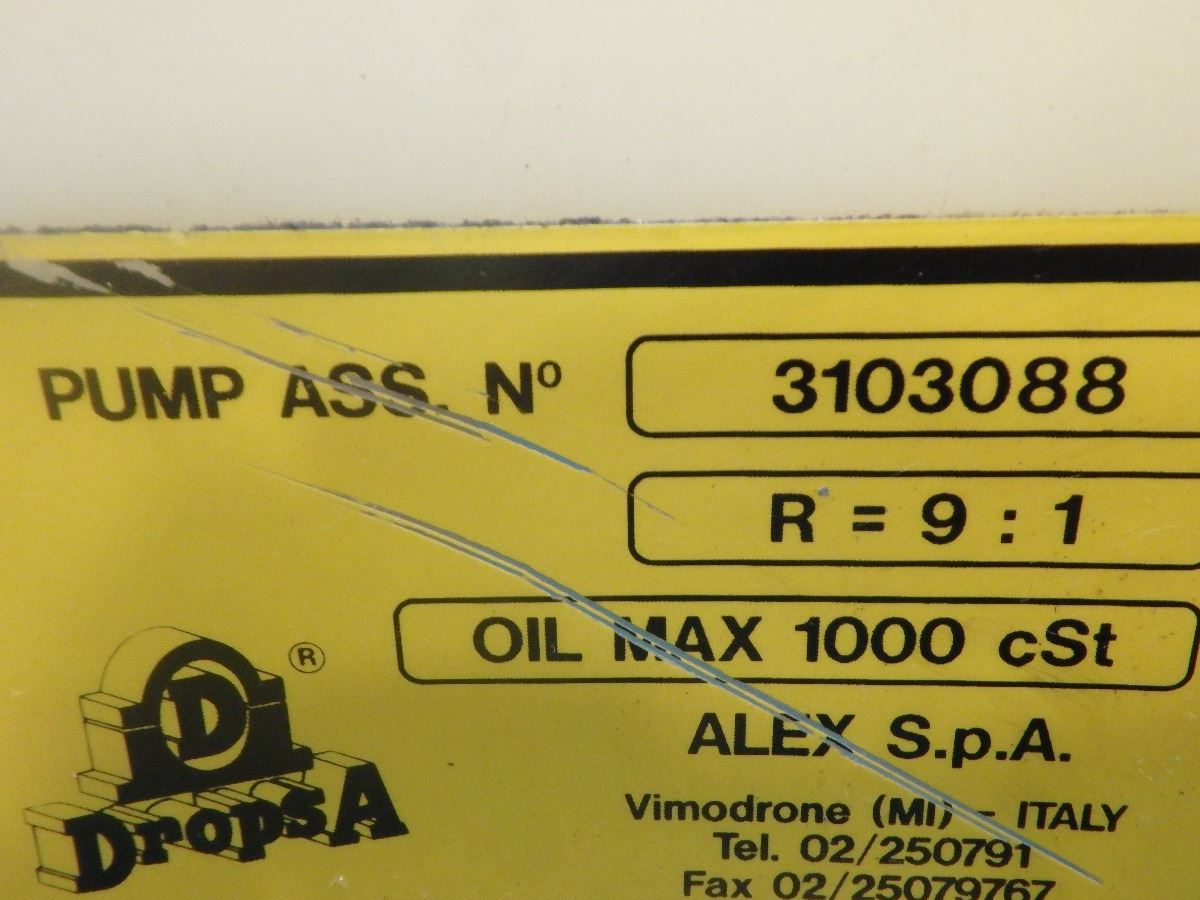 PUMP ASS. Nº 3103088
R = 9 : 1
OIL MAX 1000 cSt
ALEX S.p.A.
Vimodrone (MI) - ITALY
Tel. 02/250791
Fax 02/25079767
D
®
DropsA